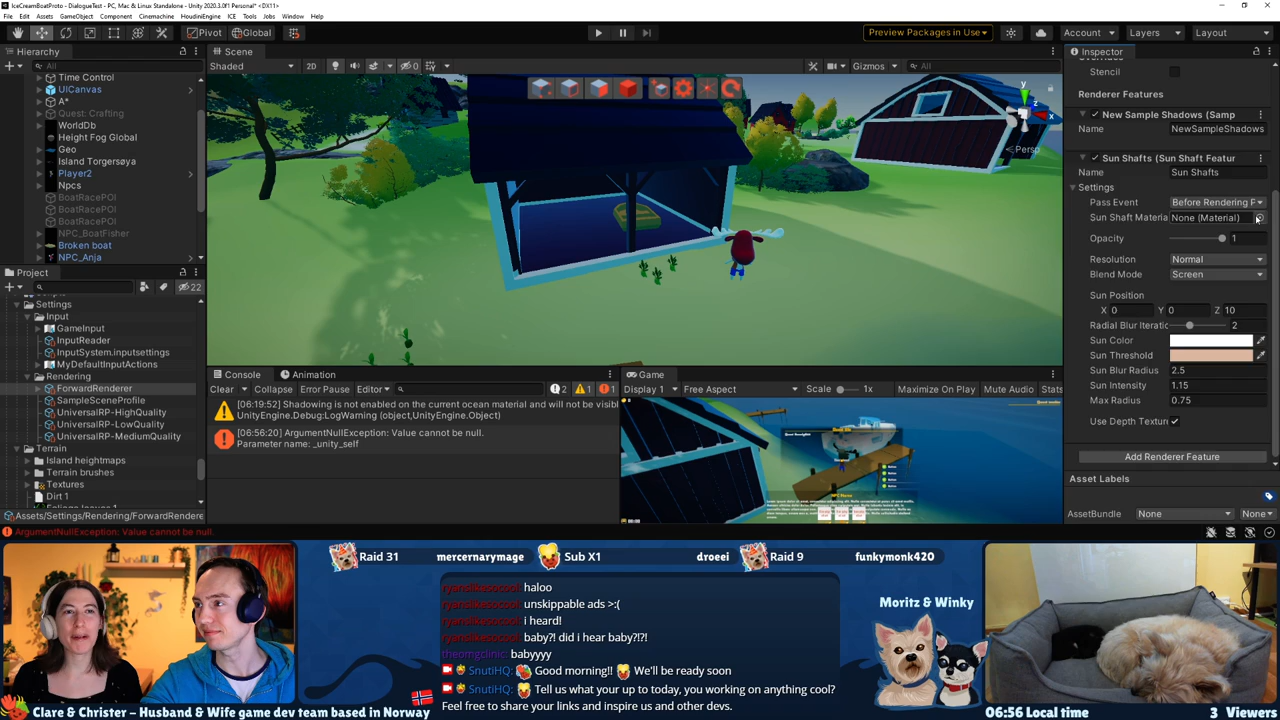 IceCreamBoatProto - DialogueTest - PC, Mac & Linux Standalone - Unity 2020.3.0f1 Personal* <DX11>
File Edit Assets GameObject Component Cinemachine HoudiniEngine ICE Tools Jobs Window Help
Pivot Global Preview Packages in Use Account Layers Layout
Hierarchy
All
Time Control
UICanvas
A*
Quest: Crafting
WorldDb
Height Fog Global
Geo
Island Torgersøya
Player2
Npcs
BoatRacePOI
BoatRacePOI
BoatRacePOI
NPC_BoatFisher
Broken boat
NPC_Anja
Project
22
Settings
Input
GameInput
InputReader
InputSystem.inputsettings
MyDefaultInputActions
Rendering
ForwardRenderer
SampleSceneProfile
UniversalRP-HighQuality
UniversalRP-LowQuality
UniversalRP-MediumQuality
Terrain
Island heightmaps
Terrain brushes
Textures
Dirt 1
Assets/Settings/Rendering/ForwardRendere
ArgumentNullException: Value cannot be null.
Scene
Shaded 2D 0 Gizmos All
y
z
x
Persp
Console Animation
Clear Collapse Error Pause Editor 2 1 1
[06:19:52] Shadowing is not enabled on the current ocean material and will not be visibl
UnityEngine.Debug:LogWarning (object,UnityEngine.Object)
[06:56:20] ArgumentNullException: Value cannot be null.
Parameter name: _unity_self
Game
Display 1 Free Aspect Scale 1x Maximize On Play Mute Audio Stats
Inspector
Overrides
Stencil
Renderer Features
New Sample Shadows (Samp
Name NewSampleShadows
Sun Shafts (Sun Shaft Featur
Name Sun Shafts
Settings
Pass Event Before Rendering P
Sun Shaft Materia None (Material)
Opacity 1
Resolution Normal
Blend Mode Screen
Sun Position
X 0 Y 0 Z 10
Radial Blur Iteratic 2
Sun Color
Sun Threshold
Sun Blur Radius 2.5
Sun Intensity 1.15
Max Radius 0.75
Use Depth Textur
Add Renderer Feature
Asset Labels
AssetBundle None None
Raid 31 mercernarymage Sub X1 droeei Raid 9 funkymonk420
ryanslikesocool: haloo
ryanslikesocool: unskippable ads >:(
ryanslikesocool: i heard!
ryanslikesocool: baby?! did i hear baby?!?!
theomgclinic: babyyyy
SnutiHQ: Good morning!! We'll be ready soon
SnutiHQ: Tell us what your up to today, you working on anything cool?
Feel free to share your links and inspire us and other devs.
Moritz & Winky
Clare & Christer – Husband & Wife game dev team based in Norway
06:56 Local time 3 Viewers